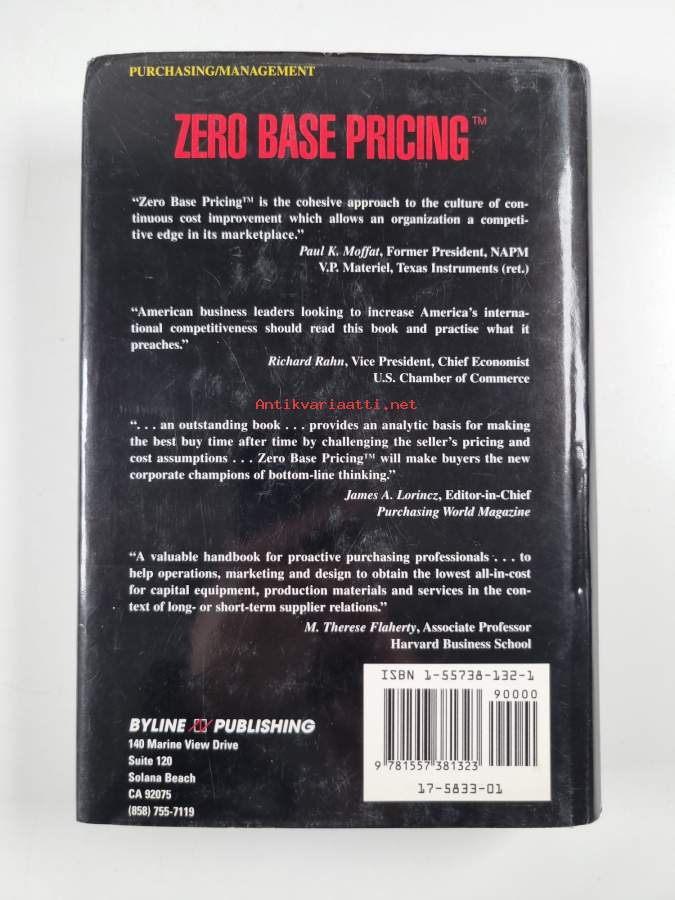 PURCHASING/MANAGEMENT
ZERO BASE PRICING™
“Zero Base Pricing™ is the cohesive approach to the culture of con-
tinuous cost improvement which allows an organization a competi-
tive edge in its marketplace.”
Paul K. Moffat, Former President, NAPM
V.P. Materiel, Texas Instruments (ret.)
“American business leaders looking to increase America’s interna-
tional competitiveness should read this book and practise what it
preaches.”
Richard Rahn, Vice President, Chief Economist
U.S. Chamber of Commerce
Antikvariaatti.net
“. . . an outstanding book . . . provides an analytic basis for making
the best buy time after time by challenging the seller’s pricing and
cost assumptions . . . Zero Base Pricing™ will make buyers the new
corporate champions of bottom-line thinking.”
James A. Lorincz, Editor-in-Chief
Purchasing World Magazine
“A valuable handbook for proactive purchasing professionals . . . to
help operations, marketing and design to obtain the lowest all-in-cost
for capital equipment, production materials and services in the con-
text of long- or short-term supplier relations.”
M. Therese Flaherty, Associate Professor
Harvard Business School
BYLINE PUBLISHING
140 Marine View Drive
Suite 120
Solana Beach
CA 92075
(858) 755-7119
ISBN 1-55738-132-1
90000
9 781557 381323
17-5833-01